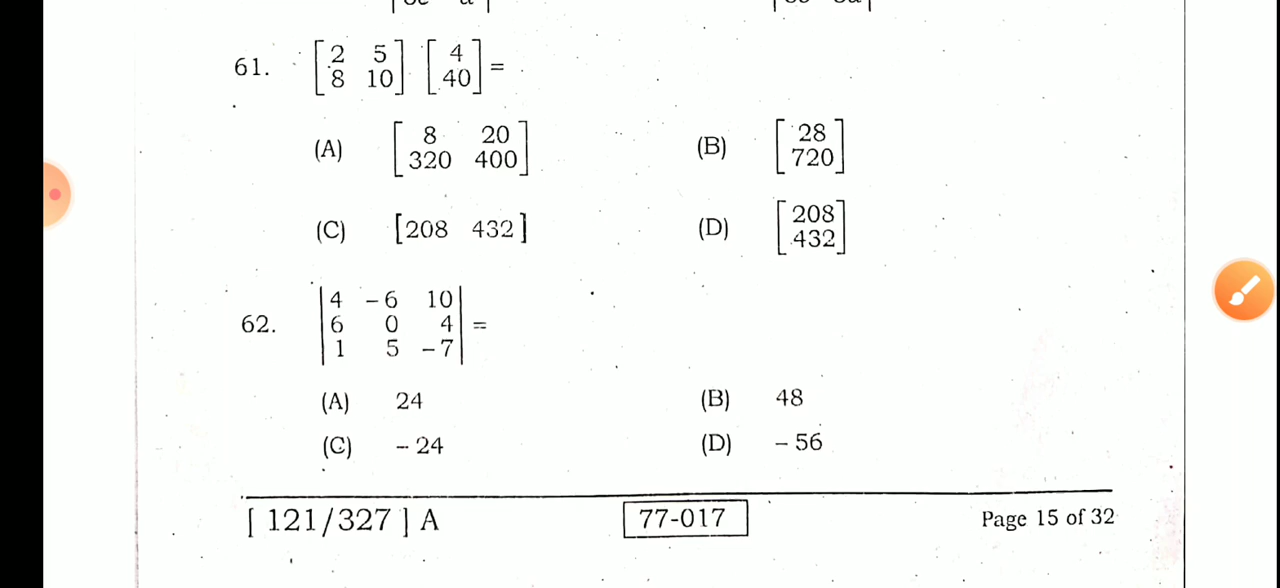 61. [2 5 8 10] [4 40] =
(A) [8 20 320 400] (B) [28 720]
(C) [208 432] (D) [208 432]
62. |4 -6 10 6 0 4 1 5 -7| =
(A) 24 (B) 48
(C) - 24 (D) - 56
[ 121/327 ] A 77-017 Page 15 of 32